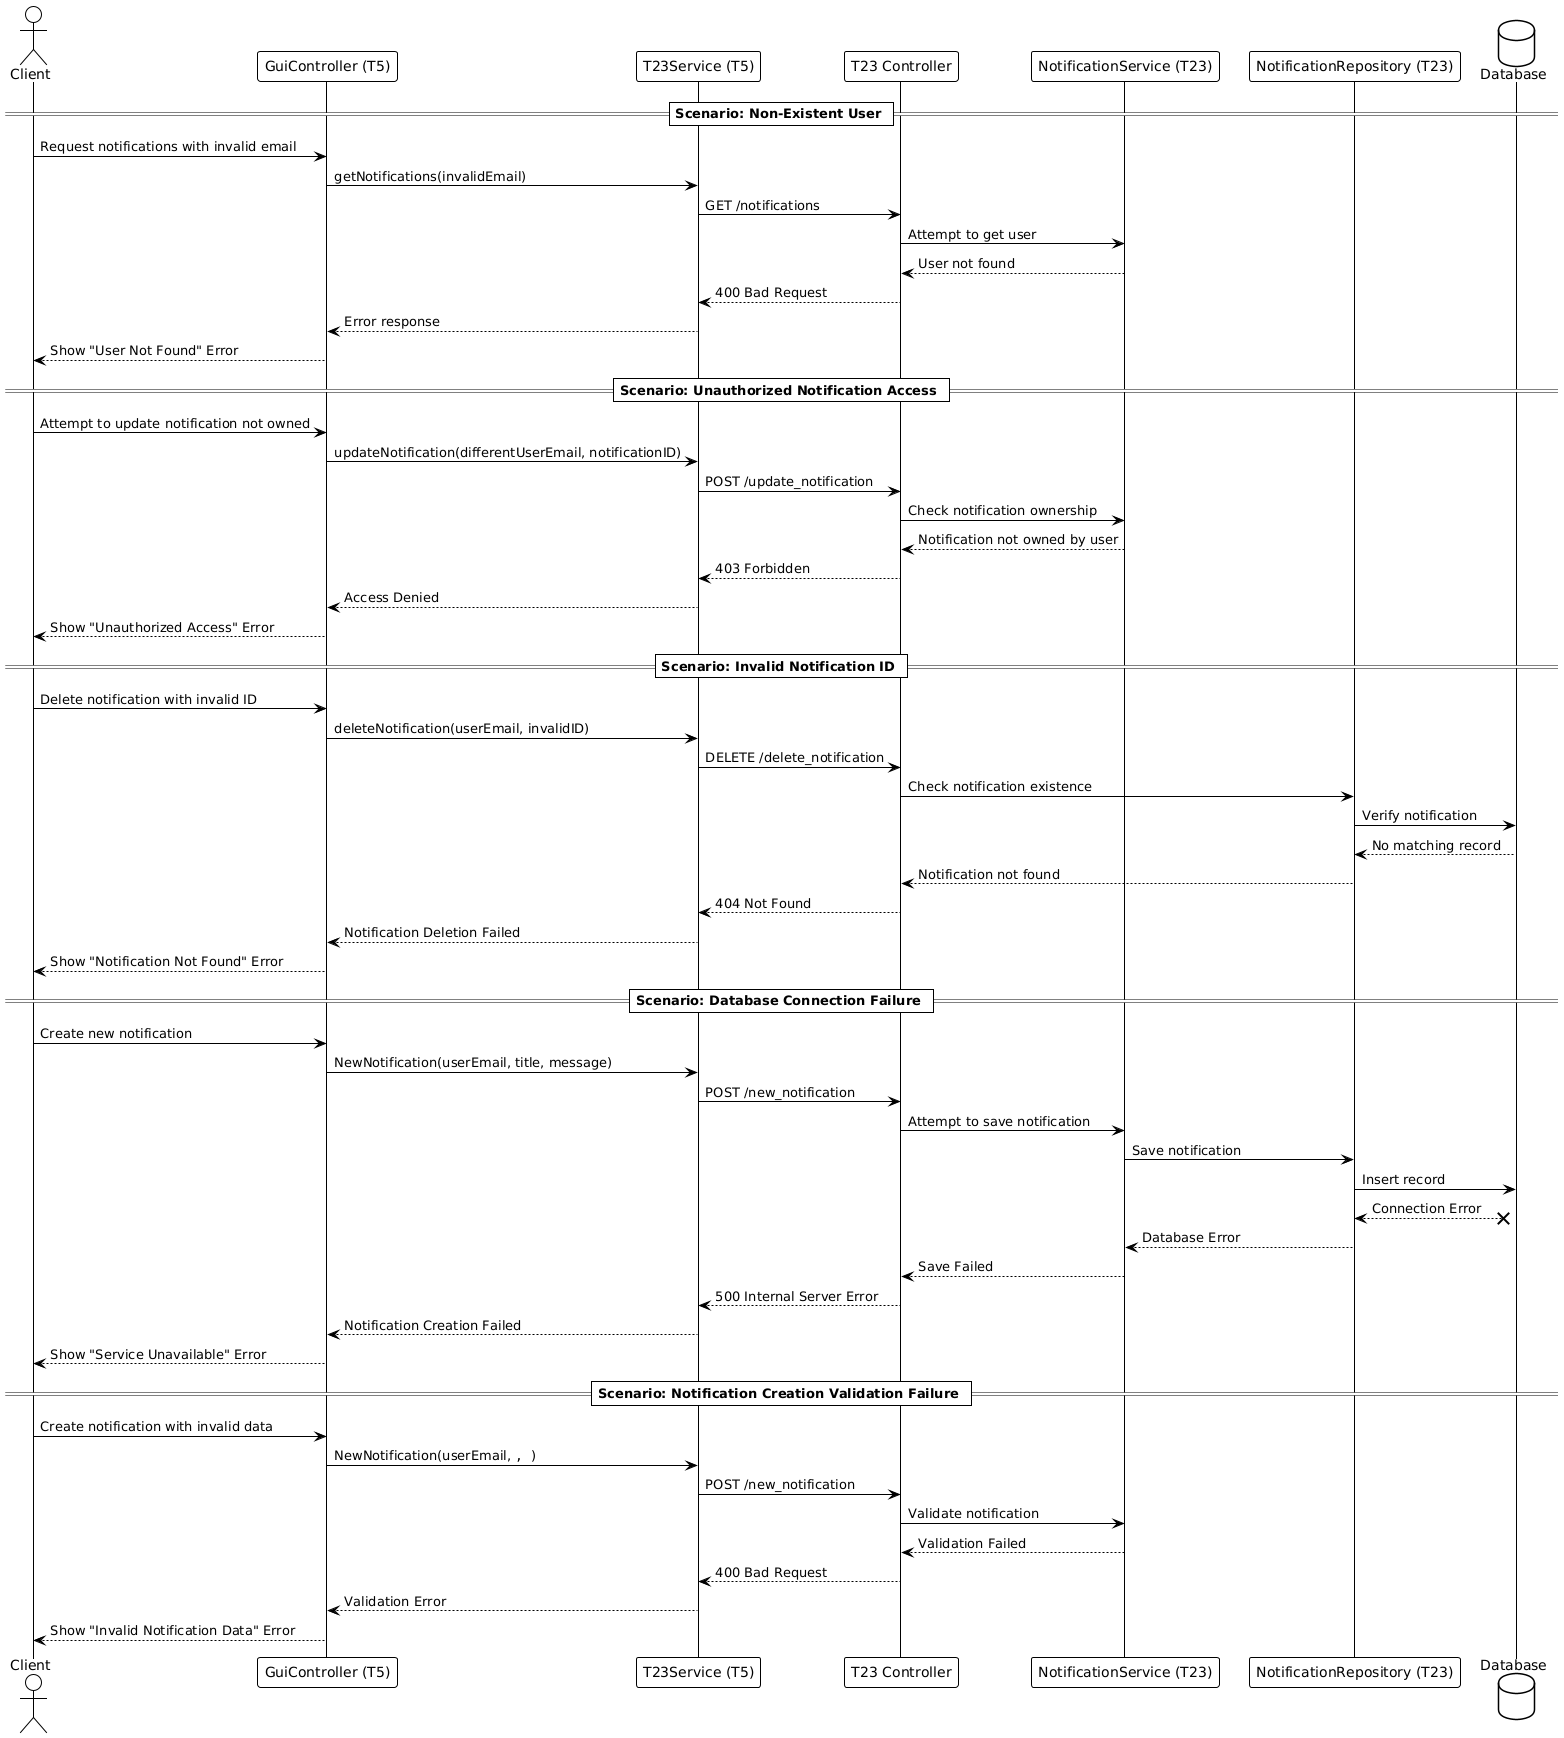 Client
GuiController (T5)
T23Service (T5)
T23 Controller
NotificationService (T23)
NotificationRepository (T23)
Database
Scenario: Non-Existent User
Request notifications with invalid email
getNotifications(invalidEmail)
GET /notifications
Attempt to get user
User not found
400 Bad Request
Error response
Show "User Not Found" Error
Scenario: Unauthorized Notification Access
Attempt to update notification not owned
updateNotification(differentUserEmail, notificationID)
POST /update_notification
Check notification ownership
Notification not owned by user
403 Forbidden
Access Denied
Show "Unauthorized Access" Error
Scenario: Invalid Notification ID
Delete notification with invalid ID
deleteNotification(userEmail, invalidID)
DELETE /delete_notification
Check notification existence
Verify notification
No matching record
Notification not found
404 Not Found
Notification Deletion Failed
Show "Notification Not Found" Error
Scenario: Database Connection Failure
Create new notification
NewNotification(userEmail, title, message)
POST /new_notification
Attempt to save notification
Save notification
Insert record
Connection Error
Database Error
Save Failed
500 Internal Server Error
Notification Creation Failed
Show "Service Unavailable" Error
Scenario: Notification Creation Validation Failure
Create notification with invalid data
NewNotification(userEmail, , )
POST /new_notification
Validate notification
Validation Failed
400 Bad Request
Validation Error
Show "Invalid Notification Data" Error
Client
GuiController (T5)
T23Service (T5)
T23 Controller
NotificationService (T23)
NotificationRepository (T23)
Database